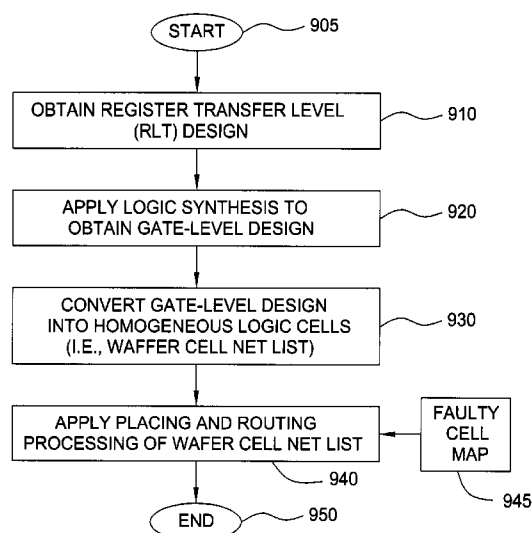 START
905
OBTAIN REGISTER TRANSFER LEVEL
(RLT) DESIGN
910
APPLY LOGIC SYNTHESIS TO
OBTAIN GATE-LEVEL DESIGN
920
CONVERT GATE-LEVEL DESIGN
INTO HOMOGENEOUS LOGIC CELLS
(I.E., WAFFER CELL NET LIST)
930
APPLY PLACING AND ROUTING
PROCESSING OF WAFER CELL NET LIST
940
FAULTY
CELL
MAP
945
END
950